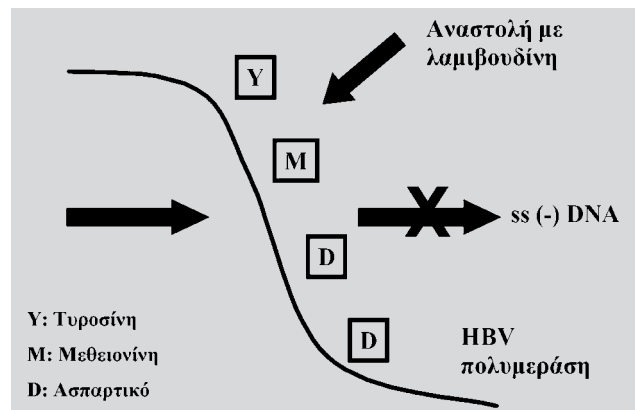 Αναστολή με
λαμιβουδίνη
Y
M
D
D
ss (-) DNA
Y: Τυροσίνη
M: Μεθειονίνη
D: Ασπαρτικό
HBV
πολυμεράση